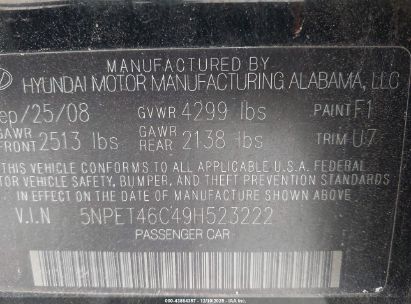 MANUFACTURED BY
HYUNDAI MOTOR MANUFACTURING ALABAMA, LLC
ep/25/08 GVWR 4299 lbs PAINT F1
GAWR FRONT 2513 lbs GAWR REAR 2138 lbs TRIM U7
THIS VEHICLE CONFORMS TO ALL APPLICABLE U.S.A. FEDERAL
MOTOR VEHICLE SAFETY, BUMPER, AND THEFT PREVENTION
STANDARDS IN EFFECT ON THE DATE OF MANUFACTURE SHOWN ABOVE
V.I.N 5NPET46C49H523222
PASSENGER CAR